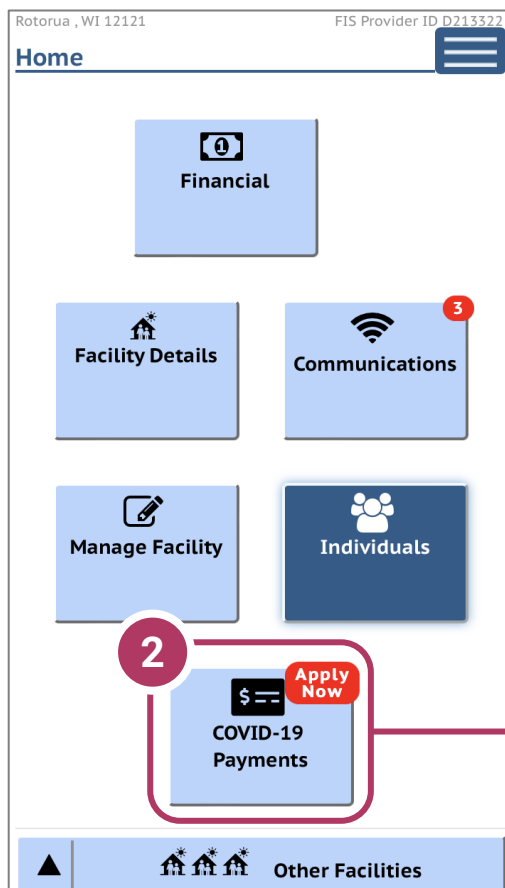 Rotorua , WI 12121
FIS Provider ID D213322
Home
1
Financial
Facility Details
3
Communications
Manage Facility
Individuals
2
Apply
Now
$
COVID-19
Payments
Other Facilities